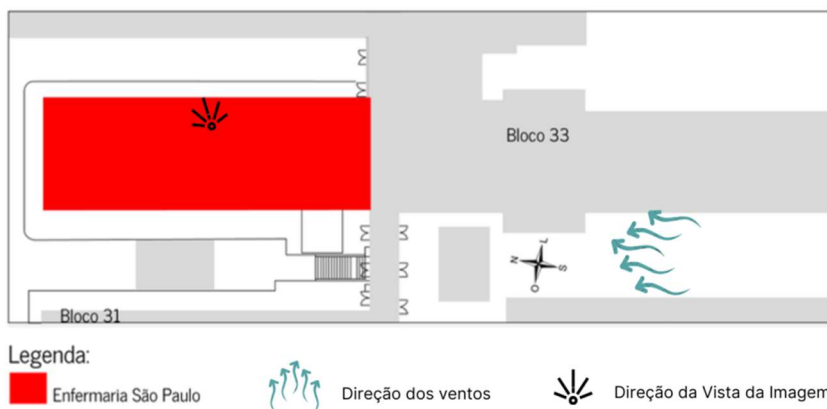 Bloco 33
L
N
S
O
Bloco 31
Legenda:
Enfermaria São Paulo
Direção dos ventos
Direção da Vista da Imagem